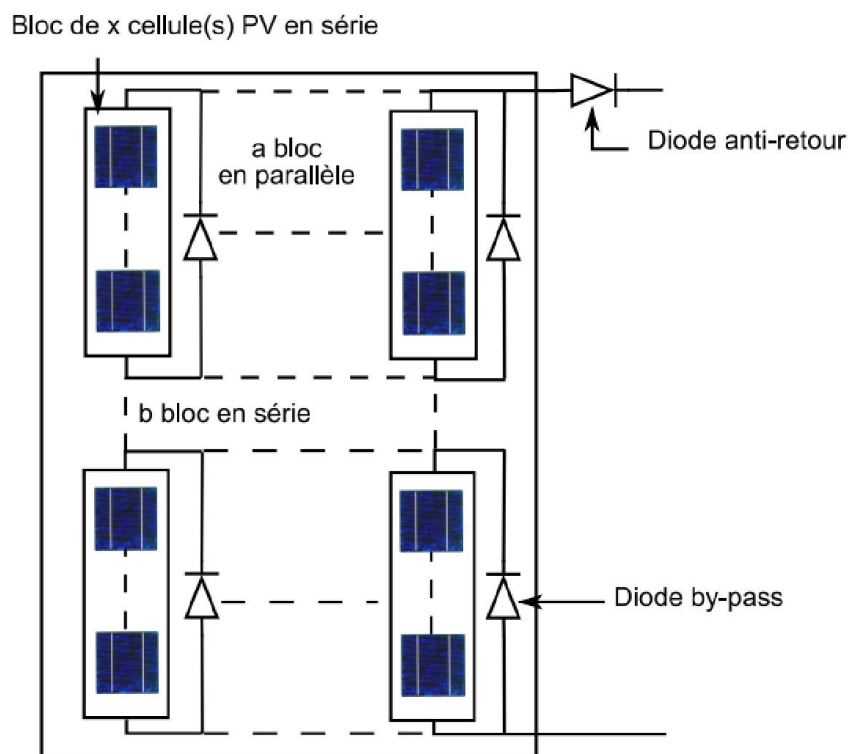 Bloc de x cellule(s) PV en série
a bloc
en parallèle
Diode anti-retour
b bloc en série
Diode by-pass